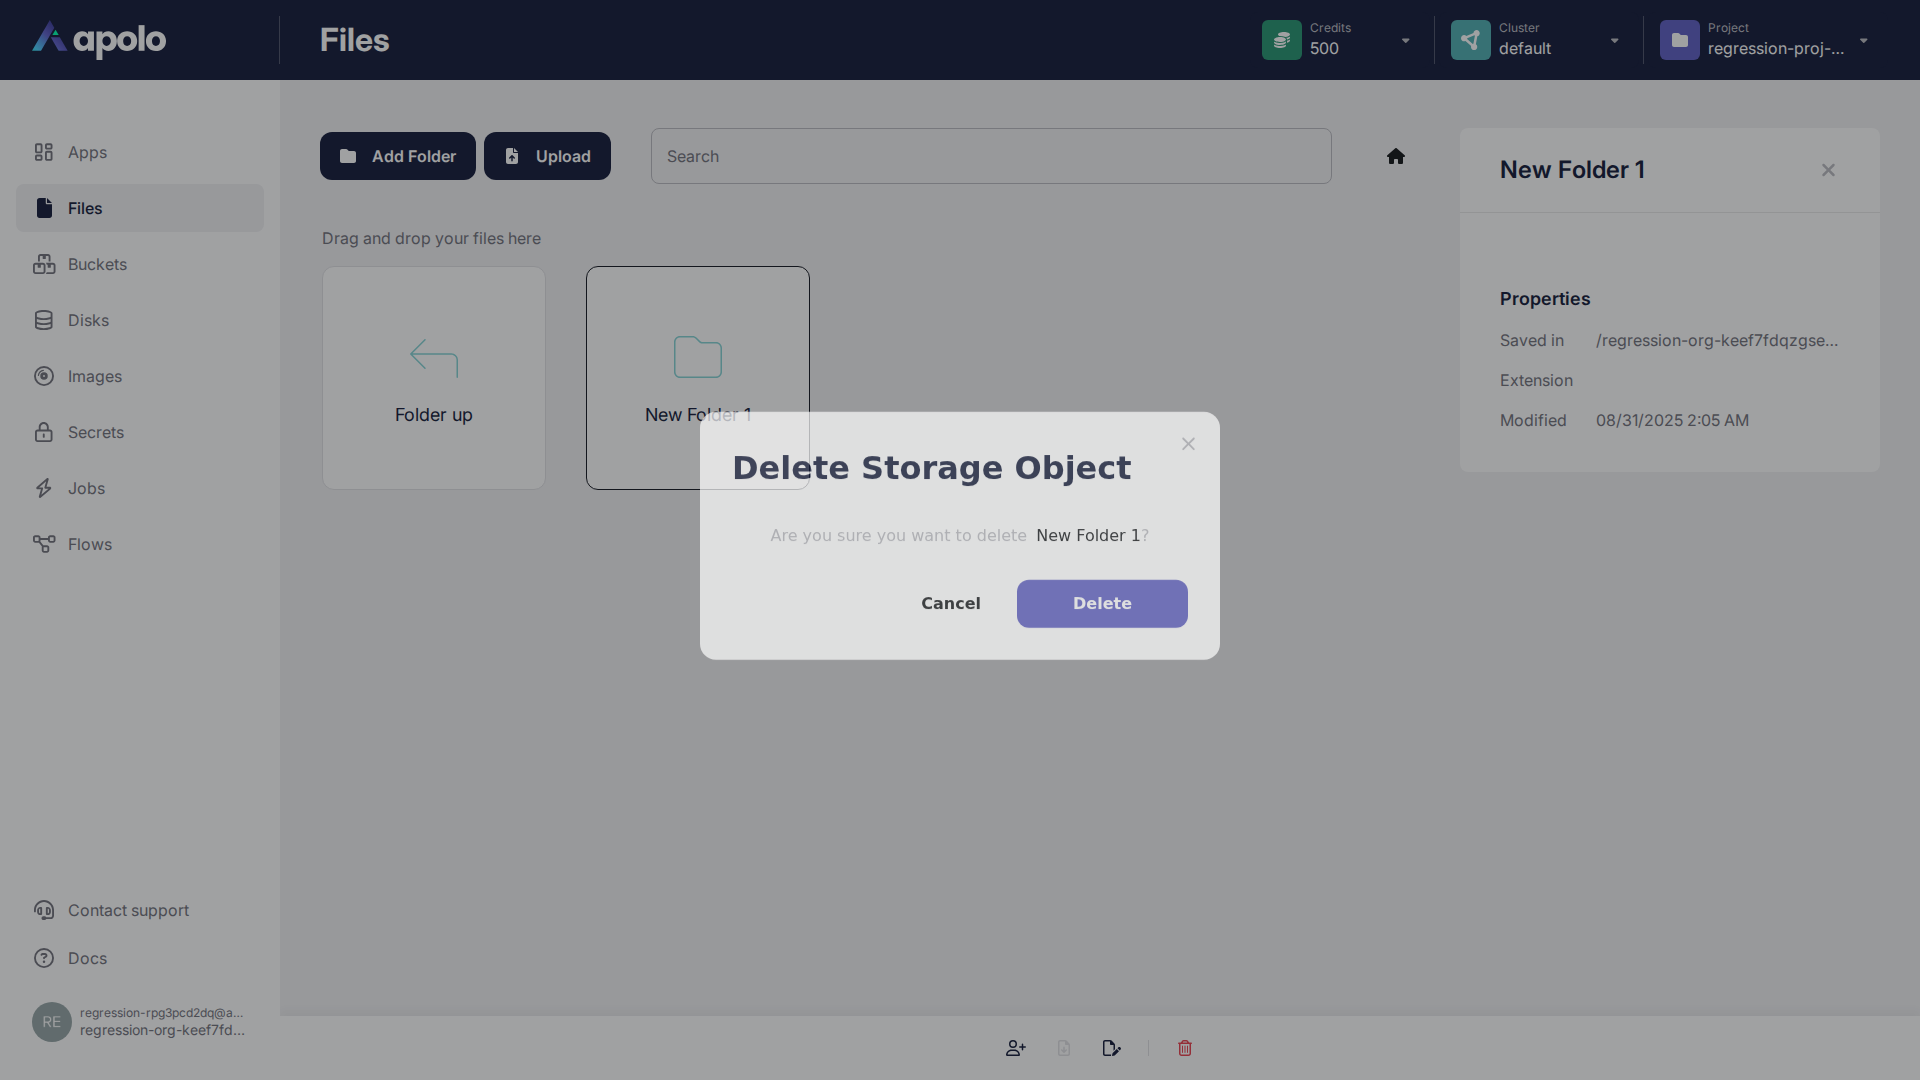 apolo
Files
Credits
500
Cluster
default
Project
regression-proj-...
Apps
Files
Buckets
Disks
Images
Secrets
Jobs
Flows
Contact support
Docs
RE
regression-rpg3pcd2dq@a...
regression-org-keef7fd...
Add Folder
Upload
Search
Drag and drop your files here
Folder up
New Folder 1
New Folder 1
Properties
Saved in /regression-org-keef7fdqzgse...
Extension
Modified 08/31/2025 2:05 AM
Delete Storage Object
Are you sure you want to delete New Folder 1?
Cancel
Delete